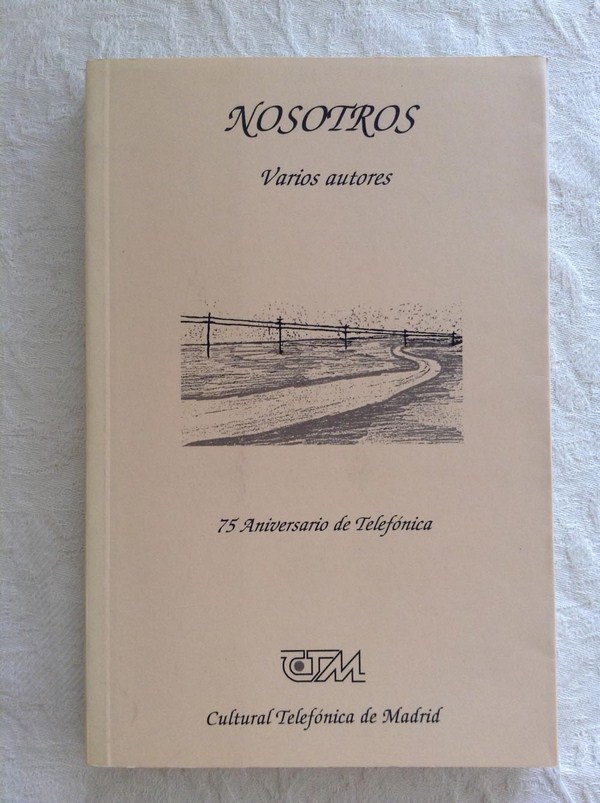 NOSOTROS
Varios autores
75 Aniversario de Telefónica
CTM
Cultural Telefónica de Madrid